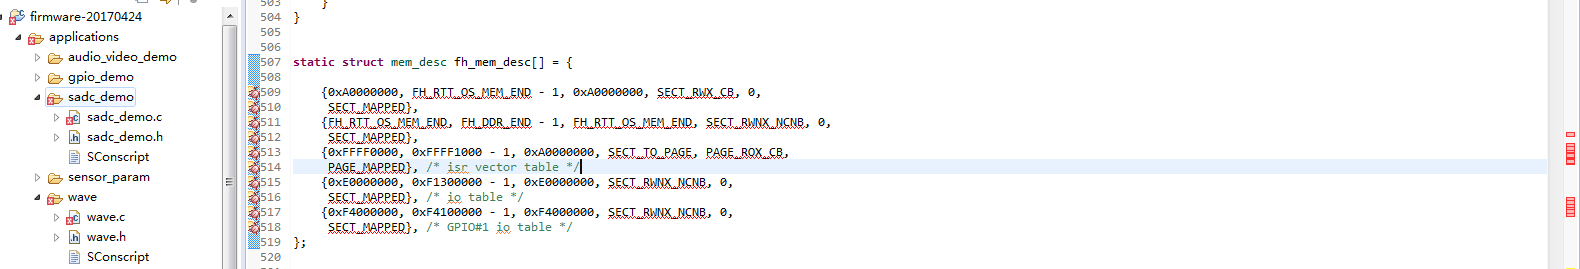 firmware-20170424
applications
audio_video_demo
gpio_demo
sadc_demo
sadc_demo.c
sadc_demo.h
SConscript
sensor_param
wave
wave.c
wave.h
SConscript
503 }
504 }
505
506
507 static struct mem_desc fh_mem_desc[] = {
508
509 {0xA0000000, FH_RTT_OS_MEM_END - 1, 0xA0000000, SECT_RWX_CB, 0,
510 SECT_MAPPED},
511 {FH_RTT_OS_MEM_END, FH_DDR_END - 1, FH_RTT_OS_MEM_END, SECT_RWNX_NCNB, 0,
512 SECT_MAPPED},
513 {0xFFFF0000, 0xFFFF1000 - 1, 0xA0000000, SECT_TO_PAGE, PAGE_ROX_CB,
514 PAGE_MAPPED}, /* isr vector table */
515 {0xE0000000, 0xF1300000 - 1, 0xE0000000, SECT_RWNX_NCNB, 0,
516 SECT_MAPPED}, /* io table */
517 {0xF4000000, 0xF4100000 - 1, 0xF4000000, SECT_RWNX_NCNB, 0,
518 SECT_MAPPED}, /* GPIO#1 io table */
519 };
520